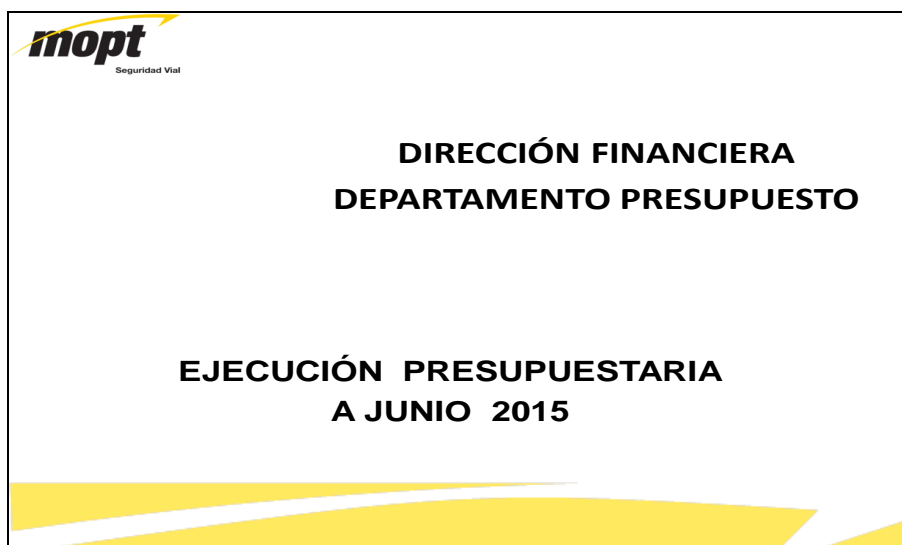 mopt
Seguridad Vial
DIRECCIÓN FINANCIERA
DEPARTAMENTO PRESUPUESTO
EJECUCIÓN PRESUPUESTARIA
A JUNIO 2015